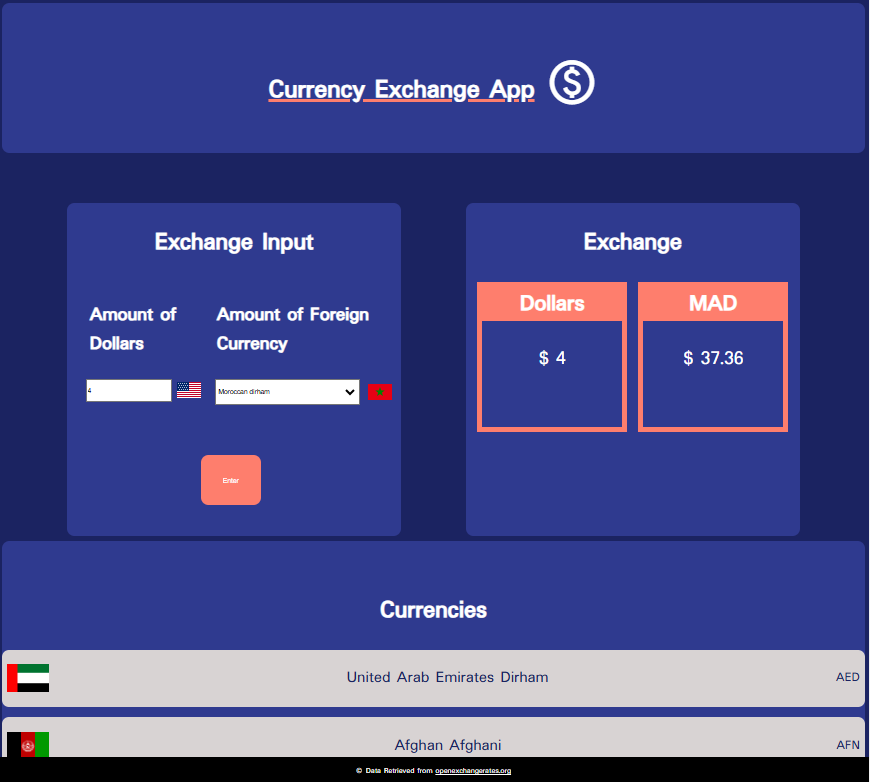 Currency Exchange App
Exchange Input
Amount of
Dollars
Amount of Foreign
Currency
4
Moroccan dirham
Enter
Exchange
Dollars
MAD
$ 4
$ 37.36
Currencies
United Arab Emirates Dirham
AED
Afghan Afghani
AFN
© Data Retrieved from openexchangerates.org